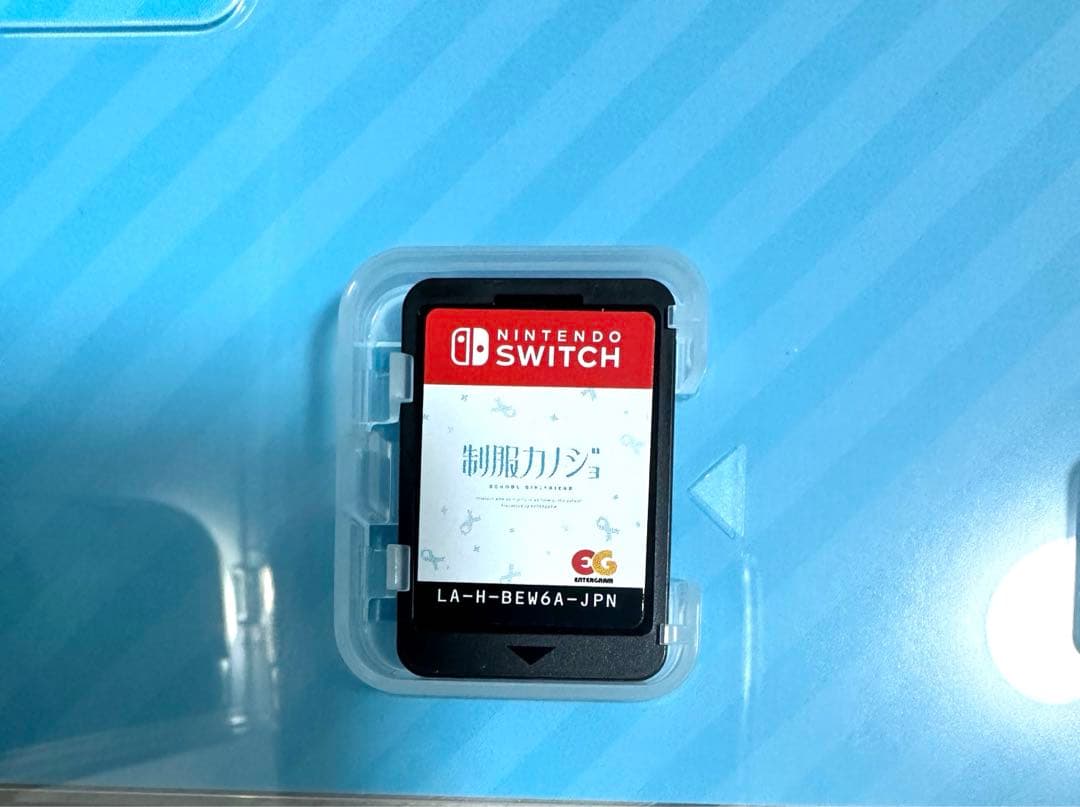 NINTENDO
SWITCH
制服カノジョ
SCHOOL GIRLFRIEND
EG
ENTERGRAM
LA-H-BEW6A-JPN